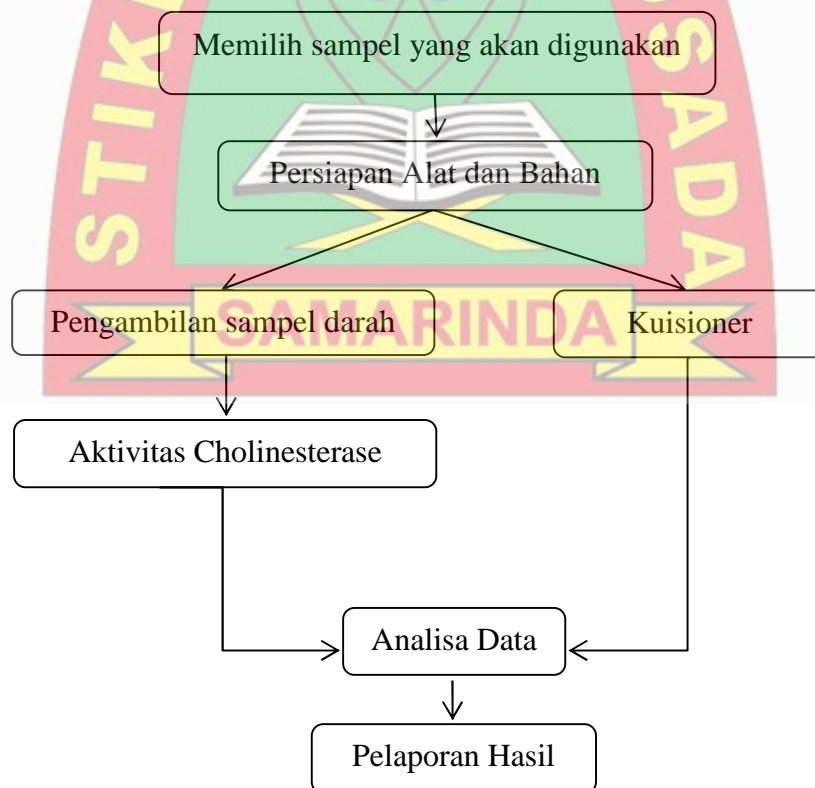 Memilih sampel yang akan digunakan
Persiapan Alat dan Bahan
Pengambilan sampel darah
Kuisioner
Aktivitas Cholinesterase
Analisa Data
Pelaporan Hasil
SAMARINDA